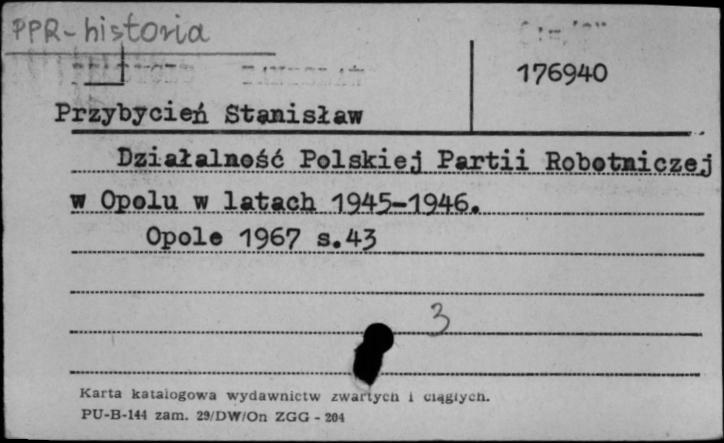 PPR-historia
176940
Przybycień Stanisław
Działalność Polskiej Partii Robotniczej
w Opolu w latach 1945-1946.
Opole 1967 s.43
3
Karta katalogowa wydawnictw zwartych i ciągłych.
PU-B-144 zam. 29/DW/On ZGG - 204